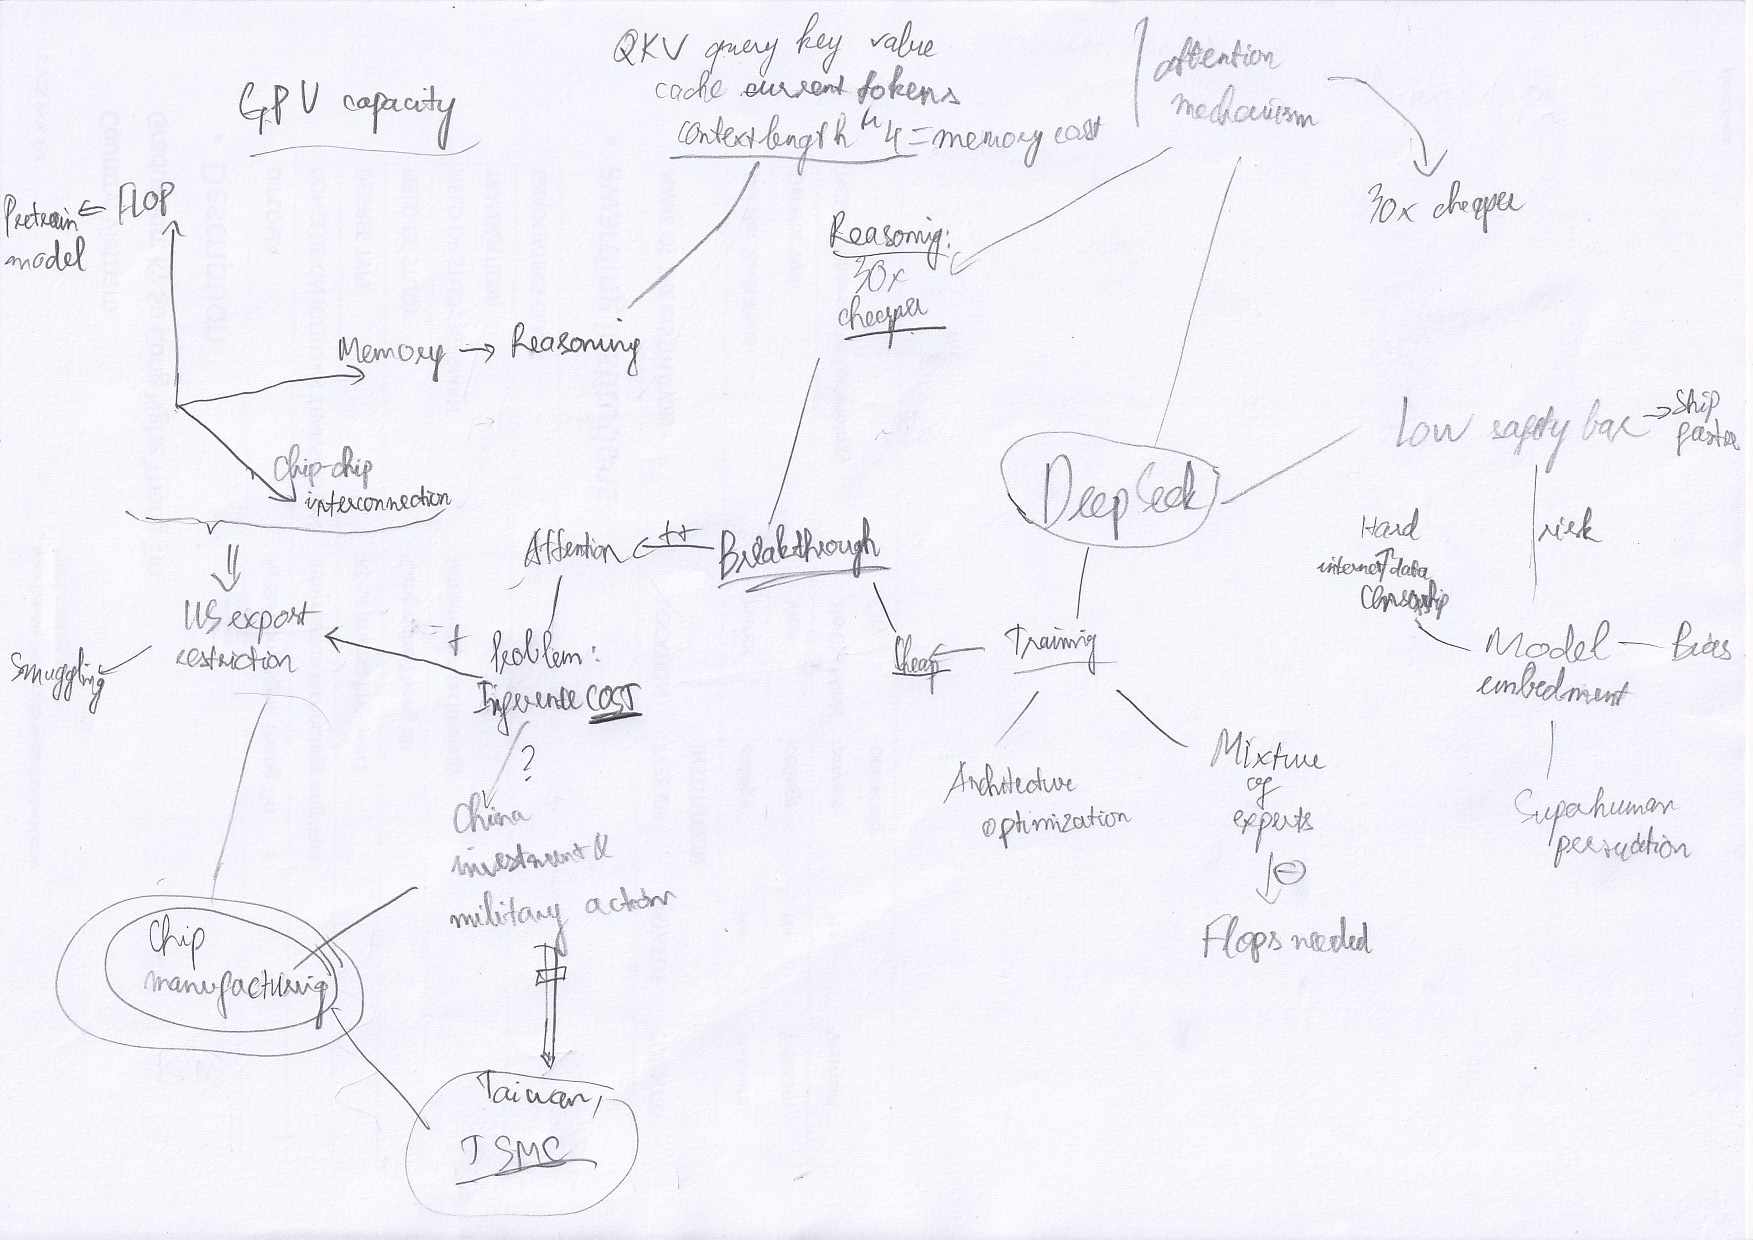 GPU capacity
QKV query key value
cache current tokens
context length ^4 = memory cost
attention
mechanism
30x cheaper
Pretrain ⇐ FLOP
model
Reasonig:
30x
cheaper
Memory → Reasoning
Chip-chip
interconnection
Low safety bar → Ship
faster
DeepSeek
Hard
internet data
Censorship
risk
Attention ← ++ Breakthrough
US export
restriction
Smuggling
Problem:
Inference COST
?
Cheap
Training
Model — Bias
embedment
Architecture
optimization
Mixture
of
experts
Flops needed
Superhuman
persuation
China
investment &
military action
Chip
manufacturing
Taiwan,
TSMC